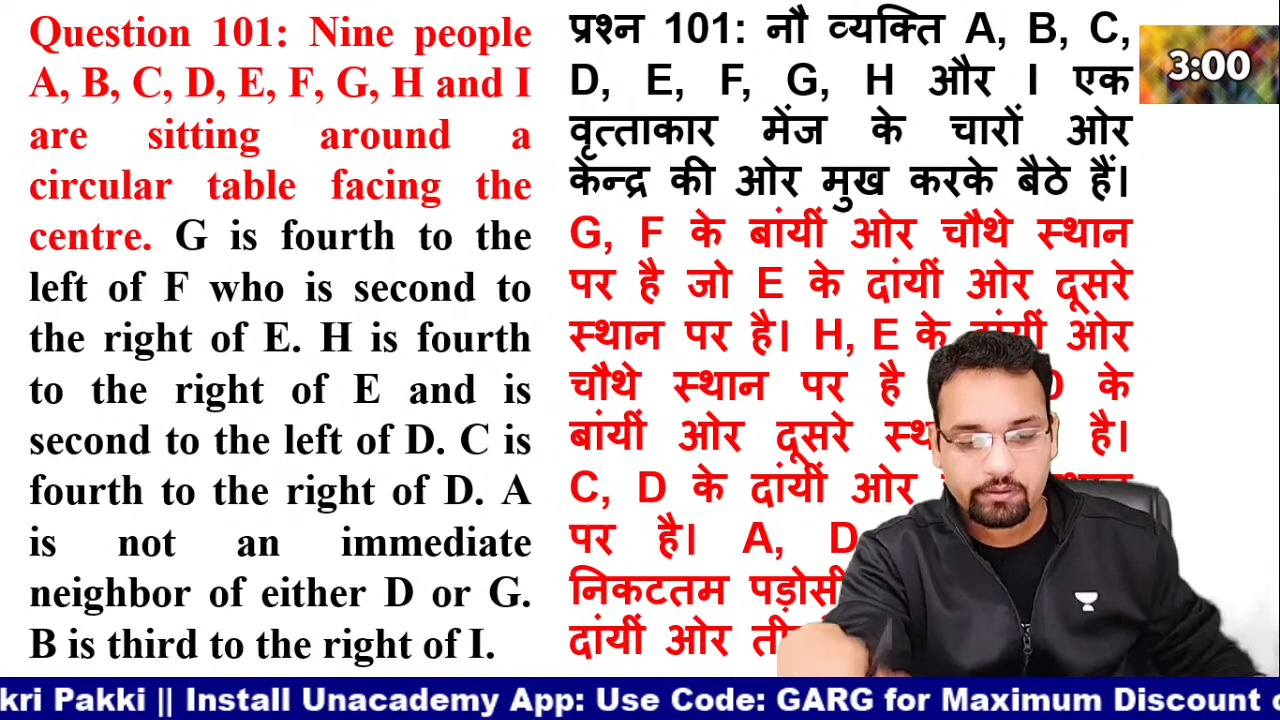 Question 101: Nine people
A, B, C, D, E, F, G, H and I
are sitting around a
circular table facing the
centre. G is fourth to the
left of F who is second to
the right of E. H is fourth
to the right of E and is
second to the left of D. C is
fourth to the right of D. A
is not an immediate
neighbor of either D or G.
B is third to the right of I.
प्रश्न 101: नौ व्यक्ति A, B, C,
D, E, F, G, H और I एक
वृत्ताकार मेंज के चारों ओर
केन्द्र की ओर मुख करके बैठे हैं।
G, F के बांयीं ओर चौथे स्थान
पर है जो E के दांयीं ओर दूसरे
स्थान पर है। H, E के दांयीं ओर
चौथे स्थान पर है के
बांयीं ओर दूसरे है।
C, D के दांयीं ओर
पर है। A, D
निकटतम पड़ोसी
दांयीं ओर
3:00
kri Pakki || Install Unacademy App: Use Code: GARG for Maximum Discount